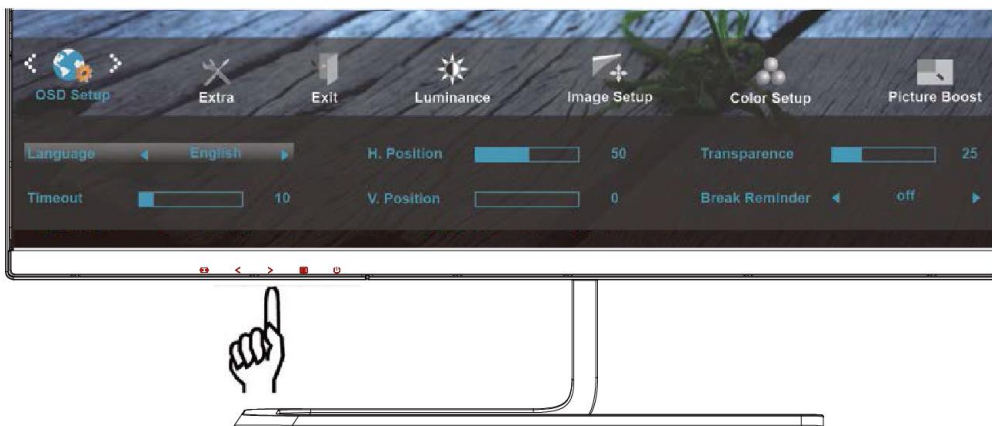 OSD Setup Extra Exit Luminance Image Setup Color Setup Picture Boost
Language English H. Position 50 Transparence 25
Timeout 10 V. Position 0 Break Reminder off